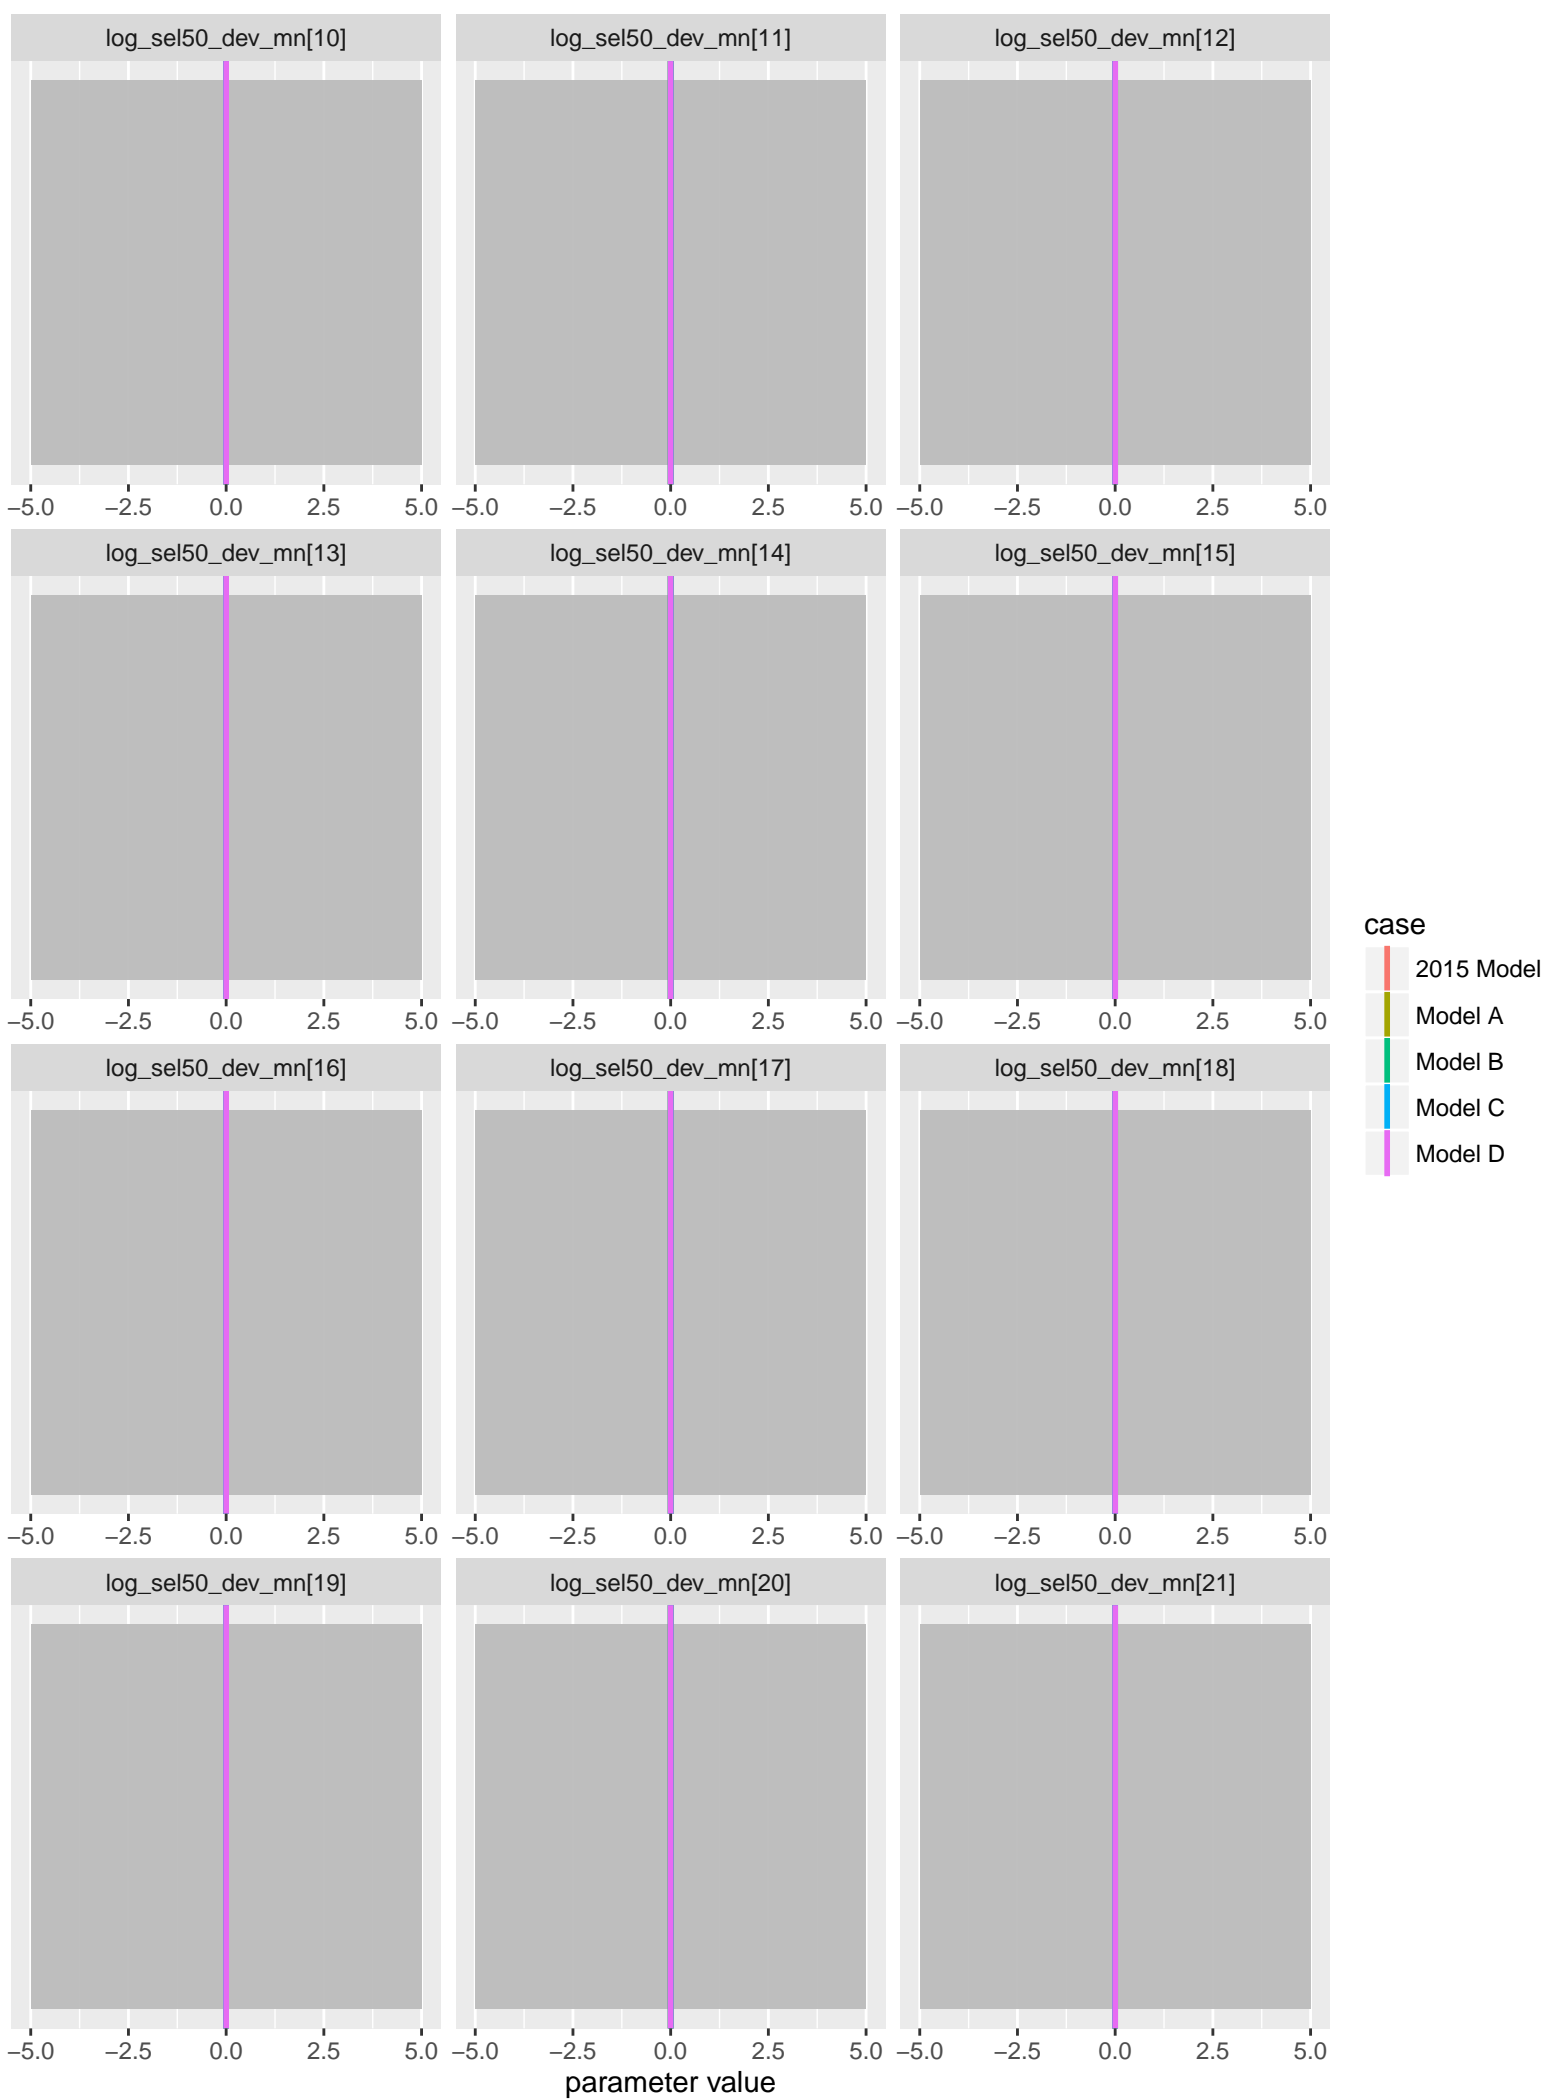 log_sel50_dev_mn[10] log_sel50_dev_mn[11] log_sel50_dev_mn[12]
−5.0 −2.5 0.0 2.5 5.0 −5.0 −2.5 0.0 2.5 5.0 −5.0 −2.5 0.0 2.5 5.0
log_sel50_dev_mn[13] log_sel50_dev_mn[14] log_sel50_dev_mn[15]
−5.0 −2.5 0.0 2.5 5.0 −5.0 −2.5 0.0 2.5 5.0 −5.0 −2.5 0.0 2.5 5.0
log_sel50_dev_mn[16] log_sel50_dev_mn[17] log_sel50_dev_mn[18]
−5.0 −2.5 0.0 2.5 5.0 −5.0 −2.5 0.0 2.5 5.0 −5.0 −2.5 0.0 2.5 5.0
log_sel50_dev_mn[19] log_sel50_dev_mn[20] log_sel50_dev_mn[21]
−5.0 −2.5 0.0 2.5 5.0 −5.0 −2.5 0.0 2.5 5.0 −5.0 −2.5 0.0 2.5 5.0
parameter value
case
2015 Model
Model A
Model B
Model C
Model D